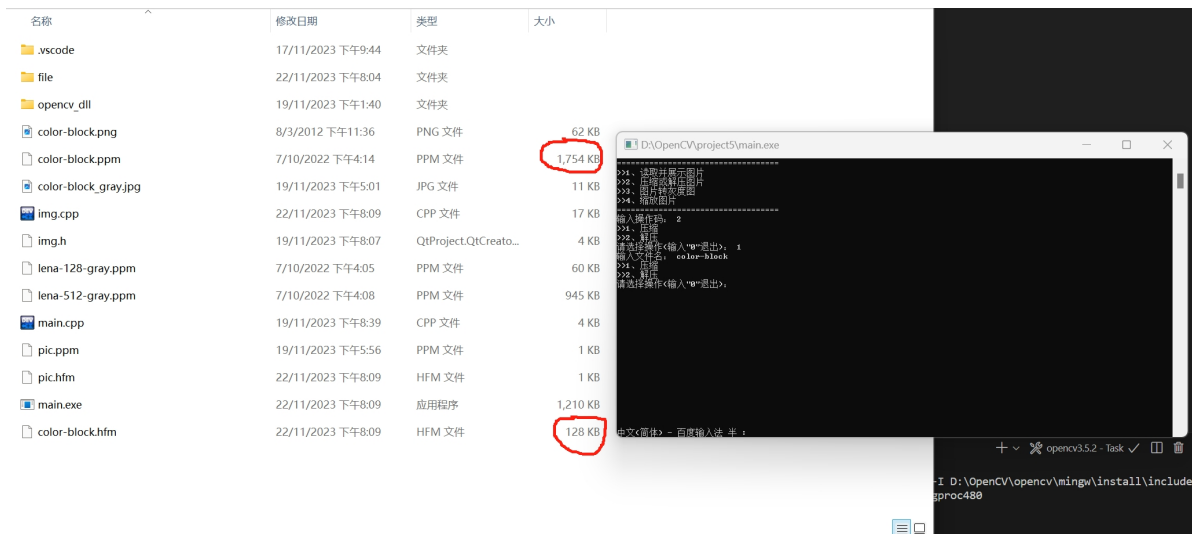 名称 修改日期 类型 大小
.vscode 17/11/2023 下午9:44 文件夹
file 22/11/2023 下午8:04 文件夹
opencv_dll 19/11/2023 下午1:40 文件夹
color-block.png 8/3/2012 下午11:36 PNG 文件 62 KB
color-block.ppm 7/10/2022 下午4:14 PPM 文件 1,754 KB
color-block_gray.jpg 19/11/2023 下午5:01 JPG 文件 11 KB
img.cpp 22/11/2023 下午8:09 CPP 文件 17 KB
img.h 19/11/2023 下午8:07 QtProject.QtCreato... 4 KB
lena-128-gray.ppm 7/10/2022 下午4:05 PPM 文件 60 KB
lena-512-gray.ppm 7/10/2022 下午4:08 PPM 文件 945 KB
main.cpp 19/11/2023 下午8:39 CPP 文件 4 KB
pic.ppm 19/11/2023 下午5:56 PPM 文件 1 KB
pic.hfm 22/11/2023 下午8:09 HFM 文件 1 KB
main.exe 22/11/2023 下午8:09 应用程序 1,210 KB
color-block.hfm 22/11/2023 下午8:09 HFM 文件 128 KB
D:\OpenCV\project5\main.exe
==================================
>>1、读取并展示图片
>>2、压缩或解压图片
>>3、图片转灰度图
>>4、缩放图片
==================================
输入操作码： 2
>>1、压缩
>>2、解压
请选择操作<输入"0"退出>： 1
输入文件名： color-block
>>1、压缩
>>2、解压
请选择操作<输入"0"退出>：
中文<简体> - 百度输入法 半 :
opencv3.5.2 - Task
-I D:\OpenCV\opencv\mingw\install\include
gproc480